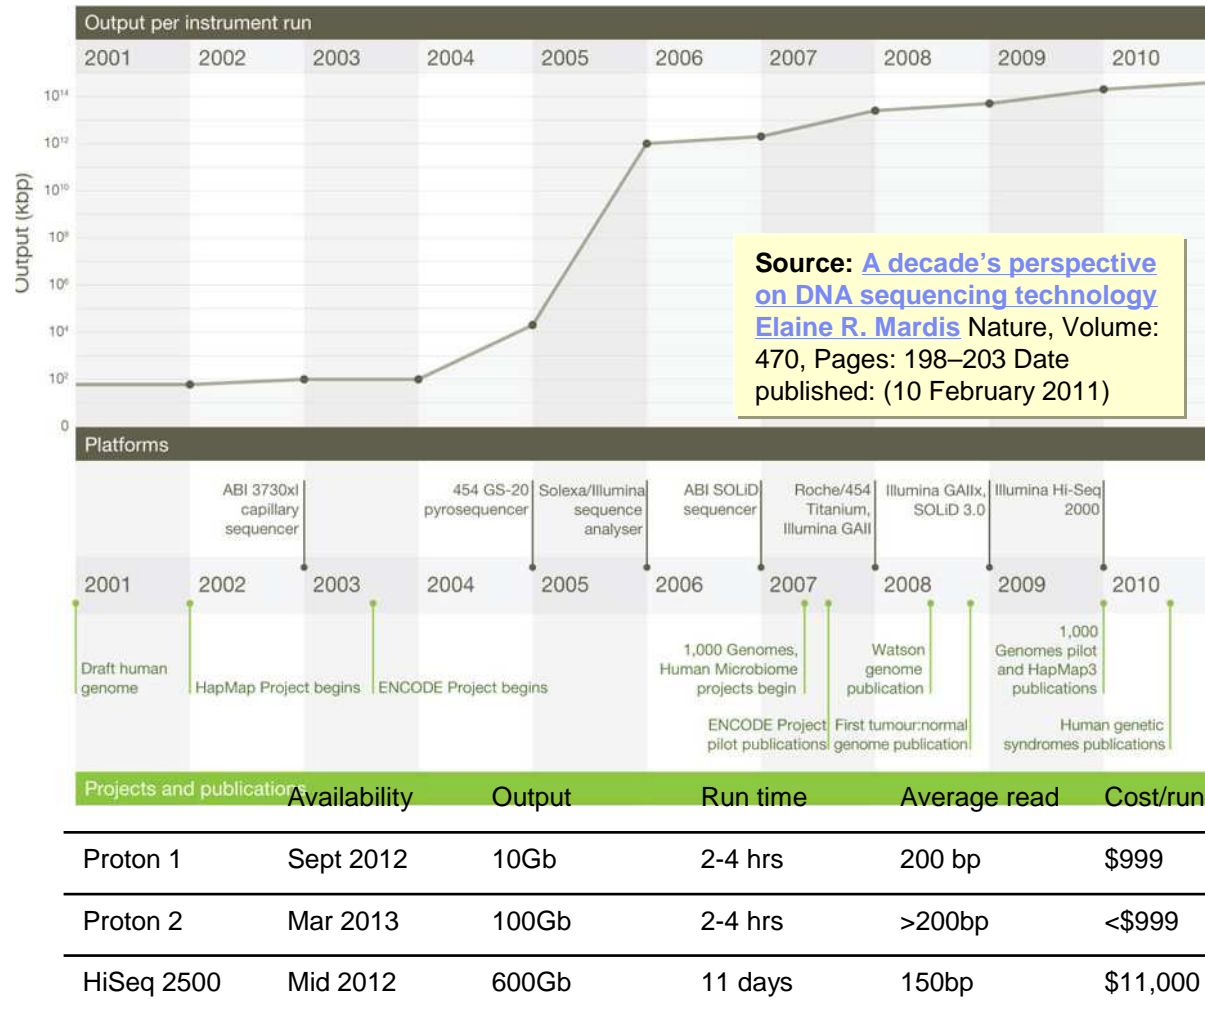 Output per instrument run
2001 2002 2003 2004 2005 2006 2007 2008 2009 2010
Output (kbp)
10¹⁴
10¹²
10¹⁰
10⁸
10⁶
10⁴
10²
0
Source: A decade’s perspective
on DNA sequencing technology
Elaine R. Mardis Nature, Volume:
470, Pages: 198–203 Date
published: (10 February 2011)
Platforms
ABI 3730xl
capillary
sequencer
454 GS-20
pyrosequencer
Solexa/Illumina
sequence
analyser
ABI SOLiD
sequencer
Roche/454
Titanium,
Illumina GAII
Illumina GAIIx,
SOLiD 3.0
Illumina Hi-Seq
2000
2001 2002 2003 2004 2005 2006 2007 2008 2009 2010
Draft human
genome
HapMap Project begins
ENCODE Project begins
1,000 Genomes,
Human Microbiome
projects begin
ENCODE Project
pilot publications
Watson
genome
publication
First tumour:normal
genome publication
1,000
Genomes pilot
and HapMap3
publications
Human genetic
syndromes publications
Projects and publications
Availability Output Run time Average read Cost/run
Proton 1 Sept 2012 10Gb 2-4 hrs 200 bp $999
Proton 2 Mar 2013 100Gb 2-4 hrs >200bp <$999
HiSeq 2500 Mid 2012 600Gb 11 days 150bp $11,000